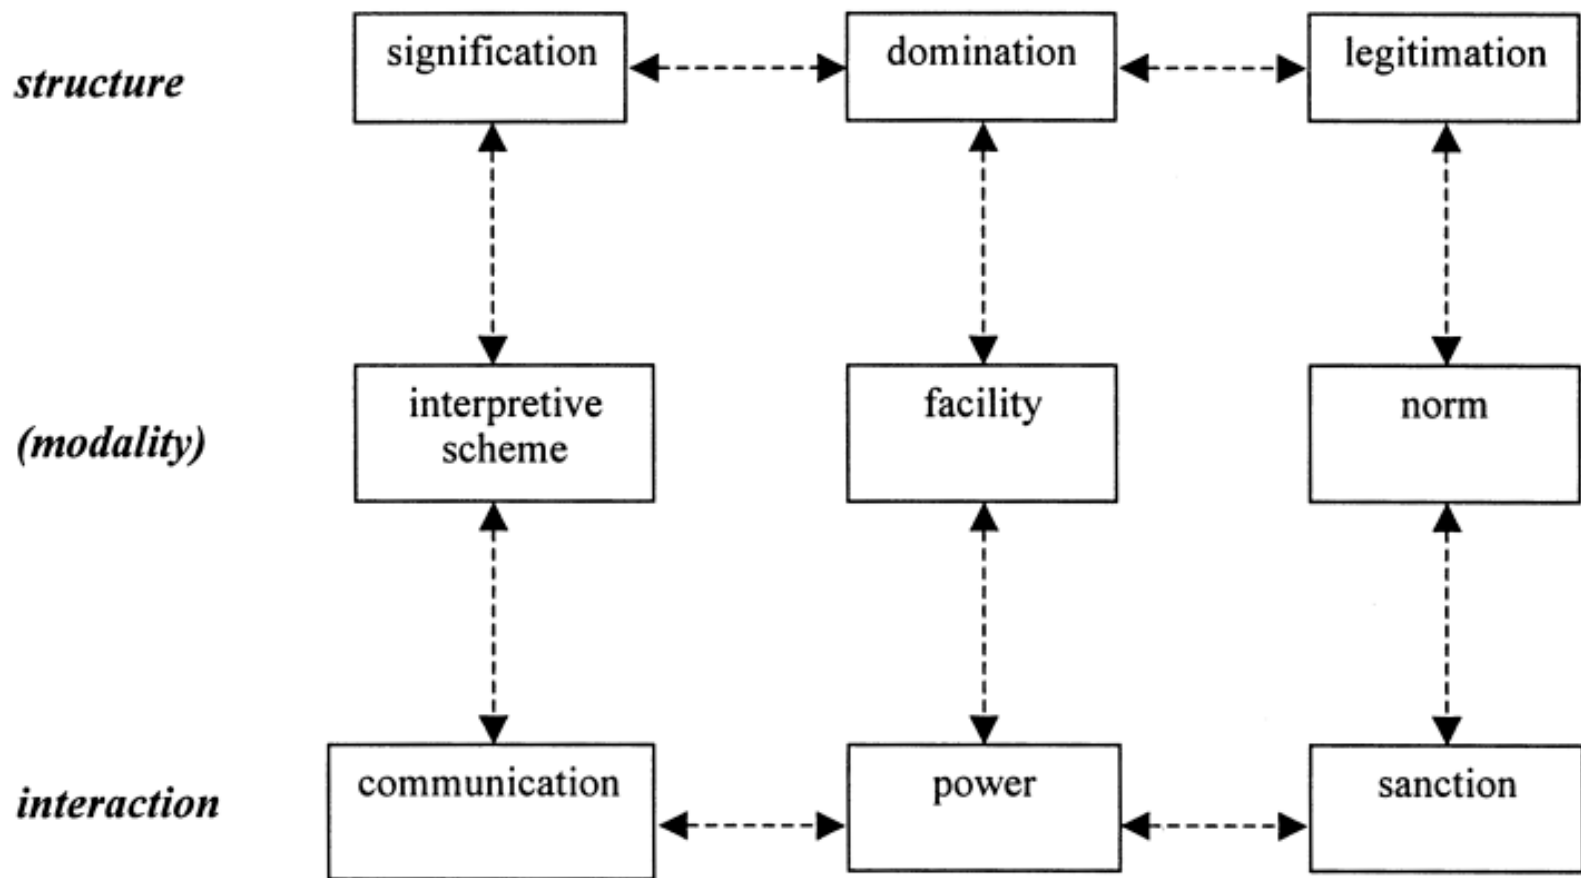 structure
signification
domination
legitimation
(modality)
interpretive
scheme
facility
norm
interaction
communication
power
sanction